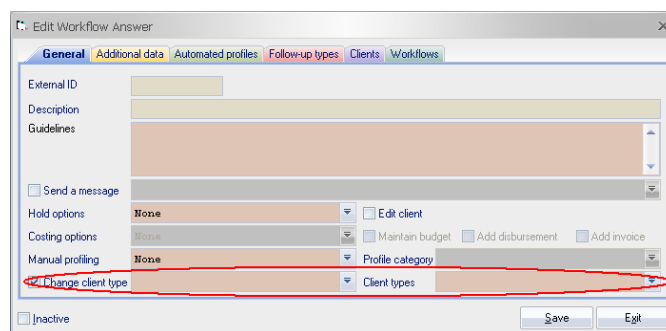 Edit Workflow Answer
General Additional data Automated profiles Follow-up types Clients Workflows
External ID
Description
Guidelines
Send a message
Hold options None Edit client
Costing options None Maintain budget Add disbursement Add invoice
Manual profiling None Profile category
Change client type Client types
Inactive Save Exit